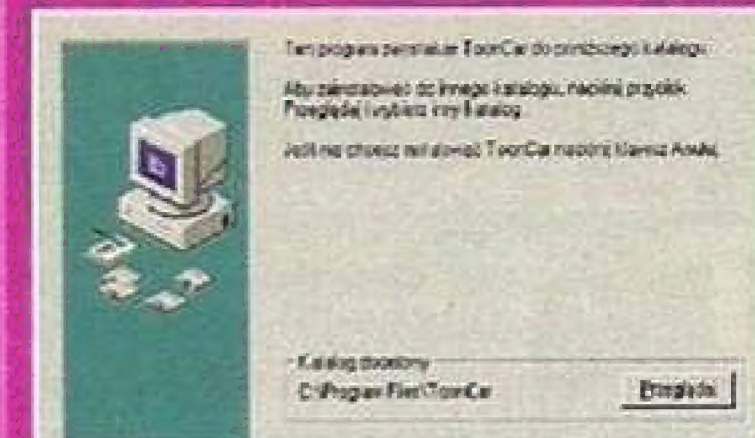 Ten program zainstaluje ToonCar do poniższego katalogu.
Aby zainstalować do innego katalogu, naciśnij przycisk
Przeglądaj i wybierz inny katalog.
Jeśli nie chcesz instalować ToonCar naciśnij klawisz Anuluj.
Katalog docelowy
C:\Program Files\ToonCar
Przeglądaj